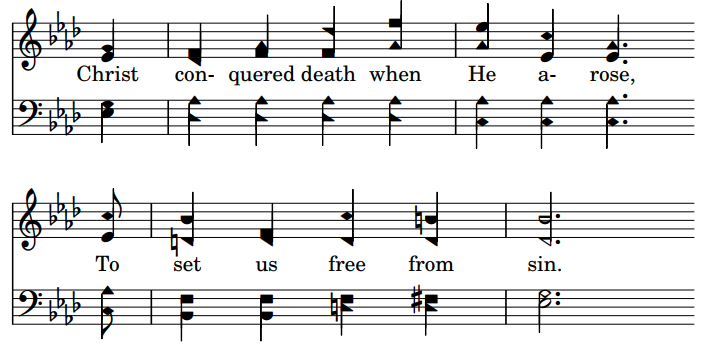 Christ con- quered death when He a- rose,
To set us free from sin.